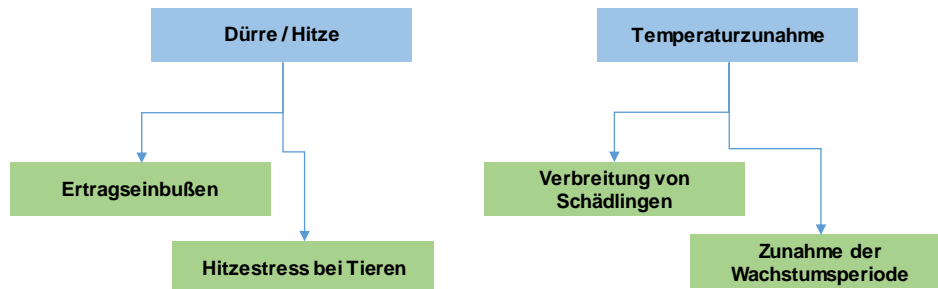 Dürre / Hitze
Temperaturzunahme
Ertragseinbußen
Verbreitung von
Schädlingen
Hitzestress bei Tieren
Zunahme der
Wachstumsperiode